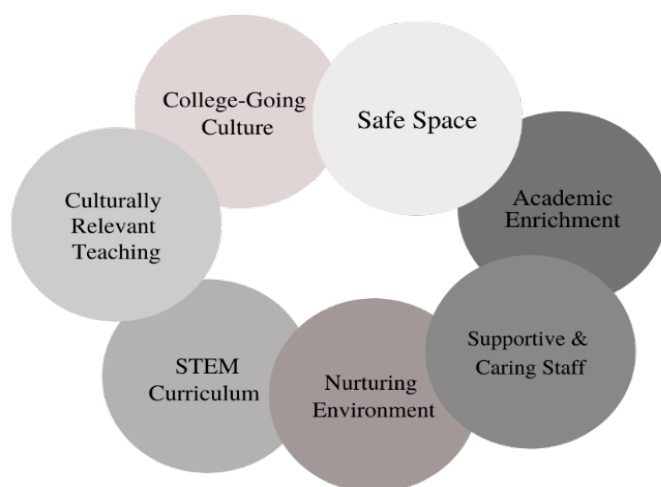 College-Going
Culture
Safe Space
Academic
Enrichment
Supportive &
Caring Staff
Nurturing
Environment
STEM
Curriculum
Culturally
Relevant
Teaching